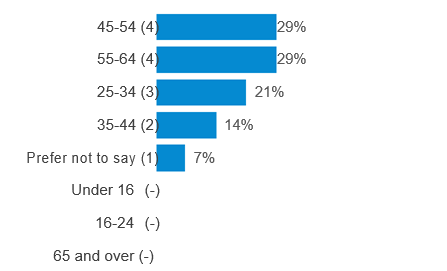 45-54 (4) 29%
55-64 (4) 29%
25-34 (3) 21%
35-44 (2) 14%
Prefer not to say (1) 7%
Under 16 (-)
16-24 (-)
65 and over (-)